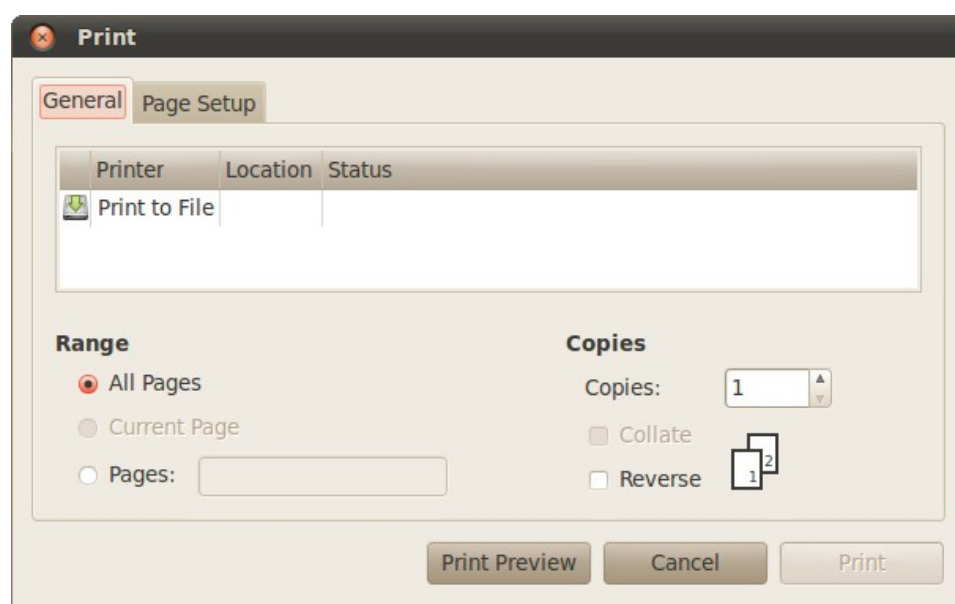 Print
General Page Setup
Printer Location Status
Print to File
Range Copies
All Pages Copies: 1
Current Page Collate
Pages: Reverse 1 2
Print Preview Cancel Print